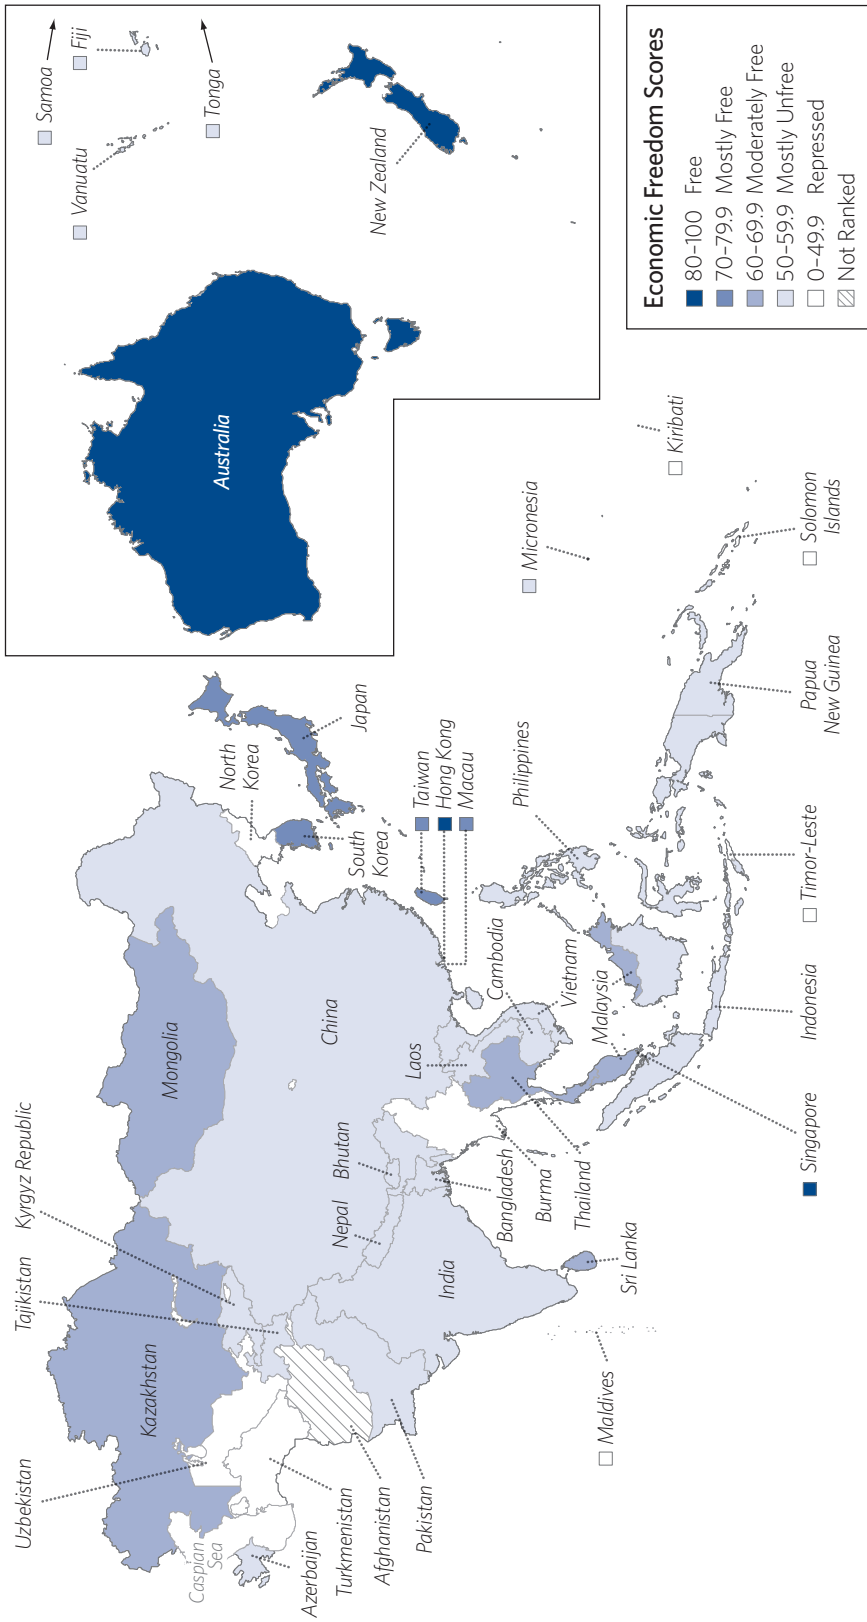 Uzbekistan
Tajikistan
Kyrgyz Republic
Kazakhstan
Mongolia
Caspian
Sea
Azerbaijan
Turkmenistan
Afghanistan
Pakistan
Nepal
Bhutan
China
India
Laos
North
Korea
South
Korea
Japan
Taiwan
Hong Kong
Macau
Bangladesh
Burma
Thailand
Cambodia
Vietnam
Philippines
Malaysia
Sri Lanka
Maldives
Singapore
Indonesia
Timor-Leste
Papua
New Guinea
Solomon
Islands
Micronesia
Kiribati
Samoa
Fiji
Vanuatu
Tonga
Australia
New Zealand
Economic Freedom Scores
80–100 Free
70–79.9 Mostly Free
60–69.9 Moderately Free
50–59.9 Mostly Unfree
0–49.9 Repressed
Not Ranked